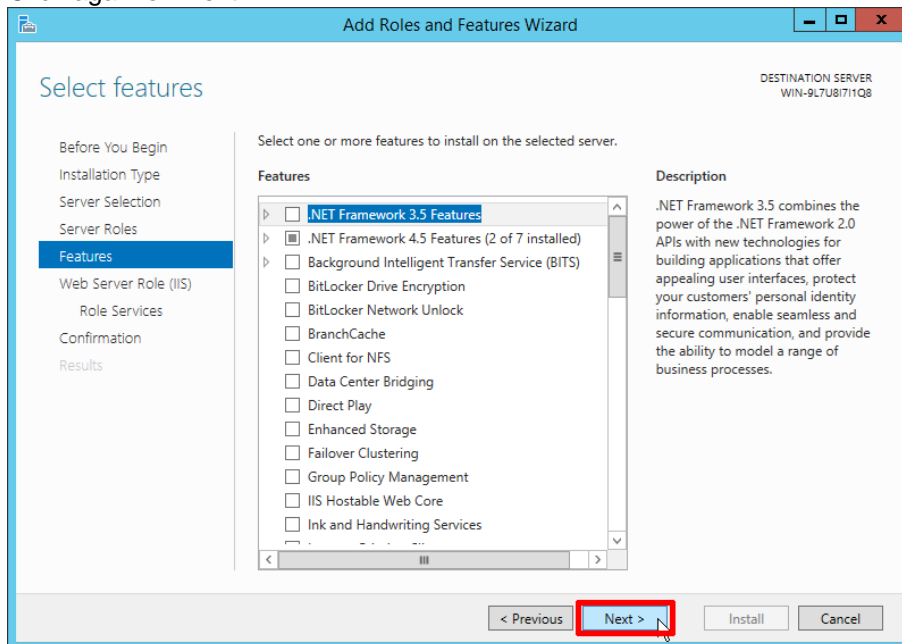 Add Roles and Features Wizard
Select features
DESTINATION SERVER
WIN-9L7U8I7I1Q8
Before You Begin
Installation Type
Server Selection
Server Roles
Features
Web Server Role (IIS)
Role Services
Confirmation
Results
Select one or more features to install on the selected server.
Features
.NET Framework 3.5 Features
.NET Framework 4.5 Features (2 of 7 installed)
Background Intelligent Transfer Service (BITS)
BitLocker Drive Encryption
BitLocker Network Unlock
BranchCache
Client for NFS
Data Center Bridging
Direct Play
Enhanced Storage
Failover Clustering
Group Policy Management
IIS Hostable Web Core
Ink and Handwriting Services
Description
.NET Framework 3.5 combines the
power of the .NET Framework 2.0
APIs with new technologies for
building applications that offer
appealing user interfaces, protect
your customers' personal identity
information, enable seamless and
secure communication, and provide
the ability to model a range of
business processes.
< Previous
Next >
Install
Cancel